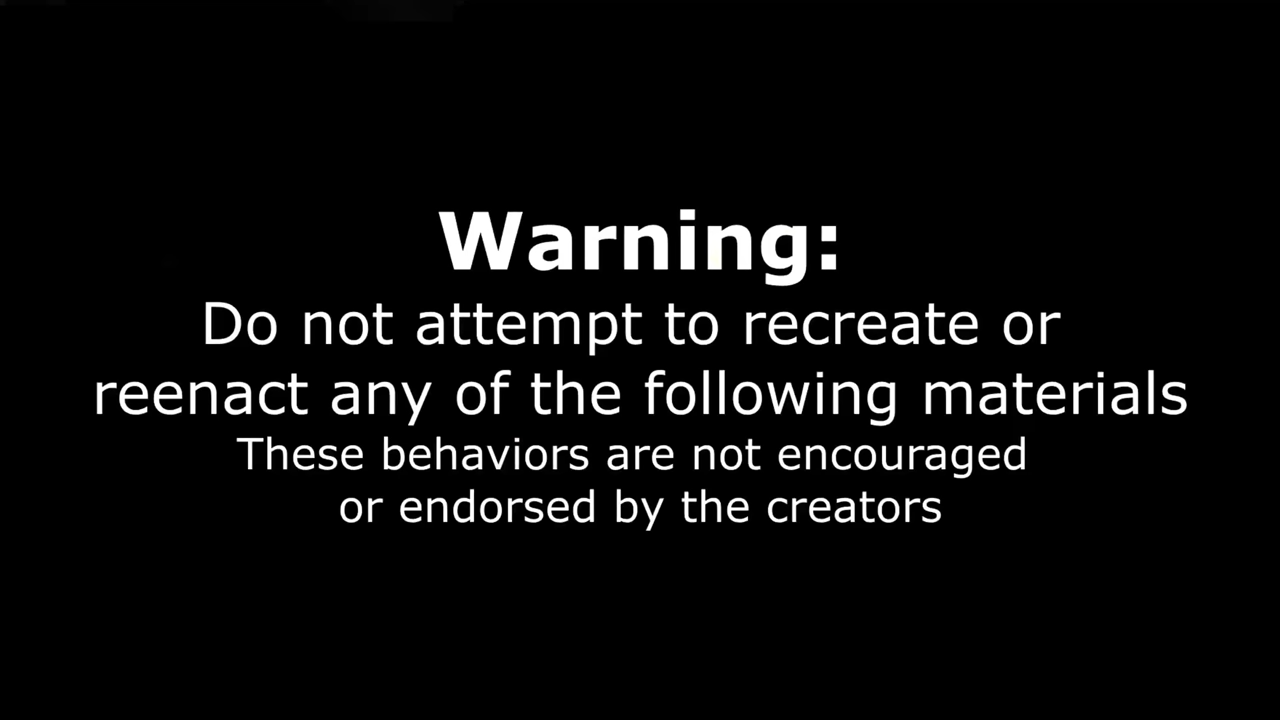 Warning:
Do not attempt to recreate or
reenact any of the following materials
These behaviors are not encouraged
or endorsed by the creators